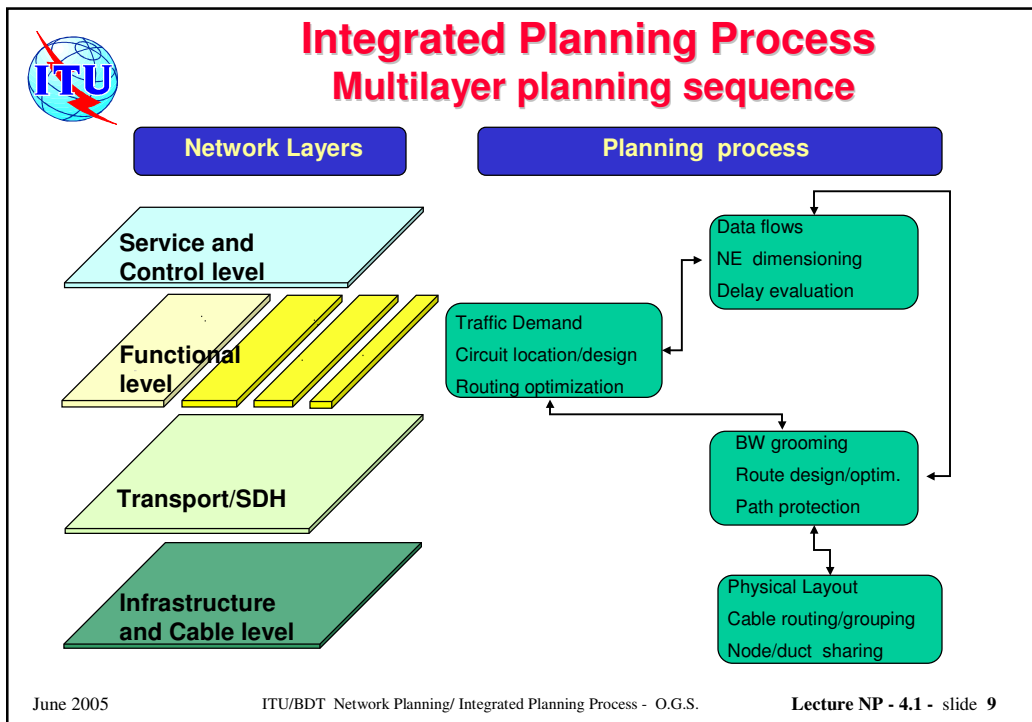 ITU
Integrated Planning Process
Multilayer planning sequence
Network Layers
Planning process
Service and
Control level
Functional
level
Transport/SDH
Infrastructure
and Cable level
Data flows
NE dimensioning
Delay evaluation
Traffic Demand
Circuit location/design
Routing optimization
BW grooming
Route design/optim.
Path protection
Physical Layout
Cable routing/grouping
Node/duct sharing
June 2005
ITU/BDT Network Planning/ Integrated Planning Process - O.G.S.
Lecture NP - 4.1 - slide 9